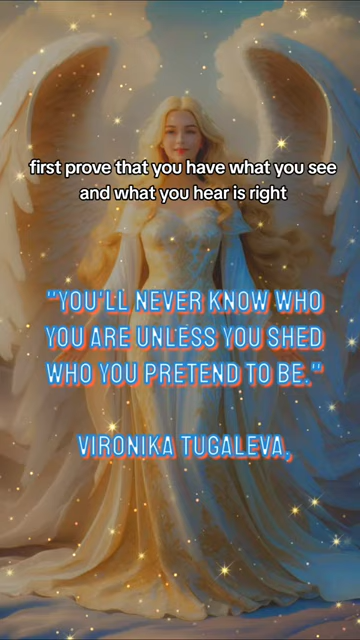 first prove that you have what you see
and what you hear is right
"YOU'LL NEVER KNOW WHO
YOU ARE UNLESS YOU SHED
WHO YOU PRETEND TO BE."
VIRONIKA TUGALEVA,